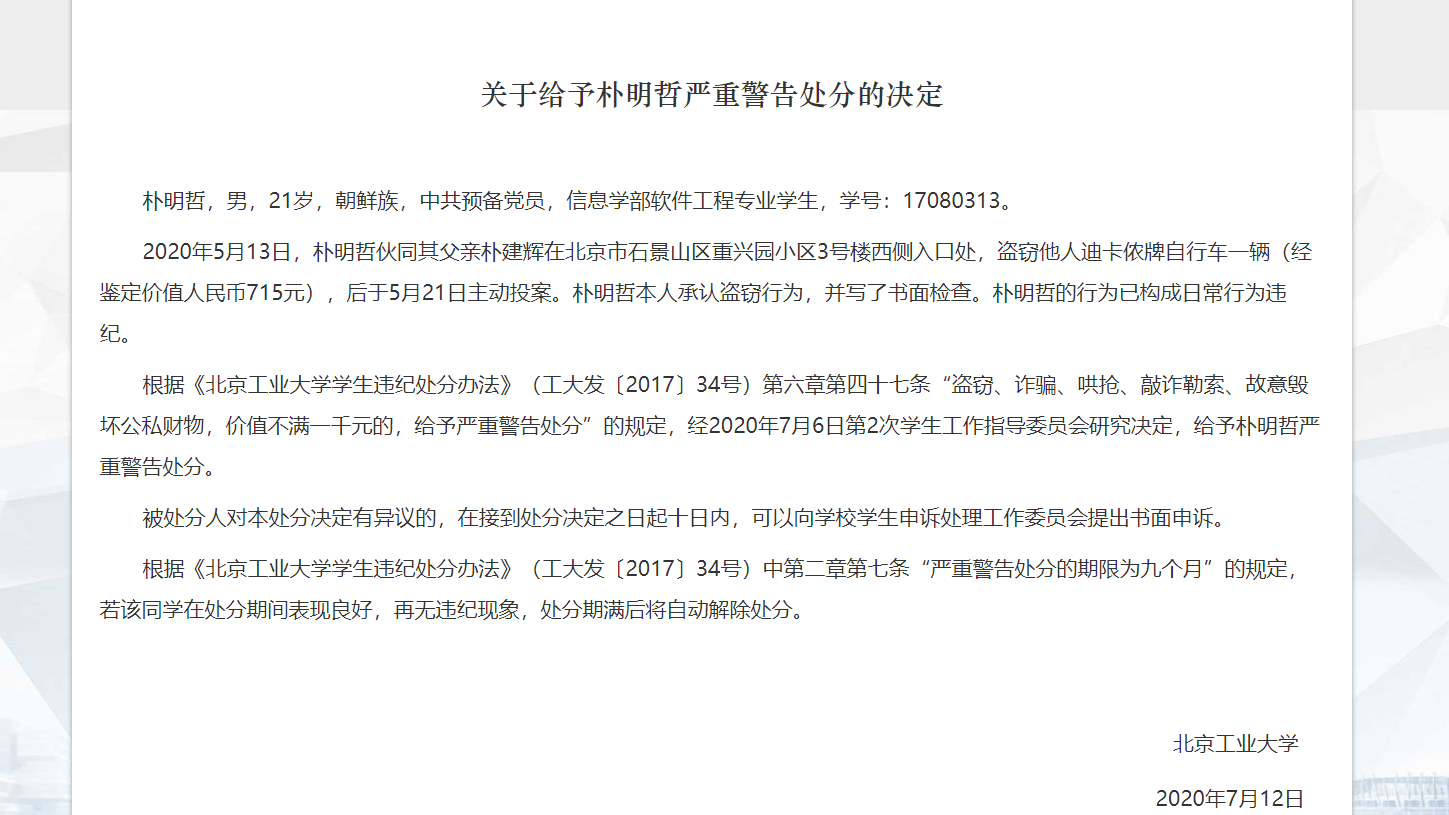 关于给予朴明哲严重警告处分的决定
朴明哲，男，21岁，朝鲜族，中共预备党员，信息学部软件工程专业学生，学号：17080313。
2020年5月13日，朴明哲伙同其父亲朴建辉在北京市石景山区重兴园小区3号楼西侧入口处，盗窃他人迪卡侬牌自行车一辆（经
鉴定价值人民币715元），后于5月21日主动投案。朴明哲本人承认盗窃行为，并写了书面检查。朴明哲的行为已构成日常行为违
纪。
根据《北京工业大学学生违纪处分办法》（工大发〔2017〕34号）第六章第四十七条“盗窃、诈骗、哄抢、敲诈勒索、故意毁
坏公私财物，价值不满一千元的，给予严重警告处分”的规定，经2020年7月6日第2次学生工作指导委员会研究决定，给予朴明哲严
重警告处分。
被处分人对本处分决定有异议的，在接到处分决定之日起十日内，可以向学校学生申诉处理工作委员会提出书面申诉。
根据《北京工业大学学生违纪处分办法》（工大发〔2017〕34号）中第二章第七条“严重警告处分的期限为九个月”的规定，
若该同学在处分期间表现良好，再无违纪现象，处分期满后将自动解除处分。
北京工业大学
2020年7月12日